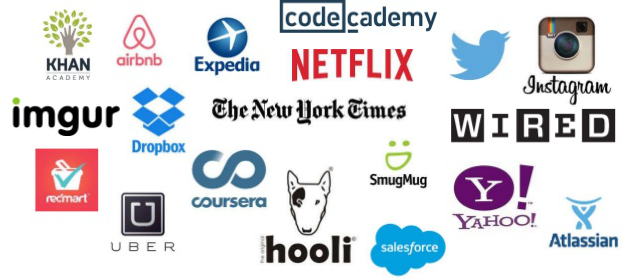 codecademy
KHAN
ACADEMY
airbnb
Expedia
NETFLIX
Instagram
imgur
Dropbox
The New York Times
WIRED
redmart
UBER
coursera
the original
hooli®
SmugMug
salesforce
Y!
YAHOO!
Atlassian
U